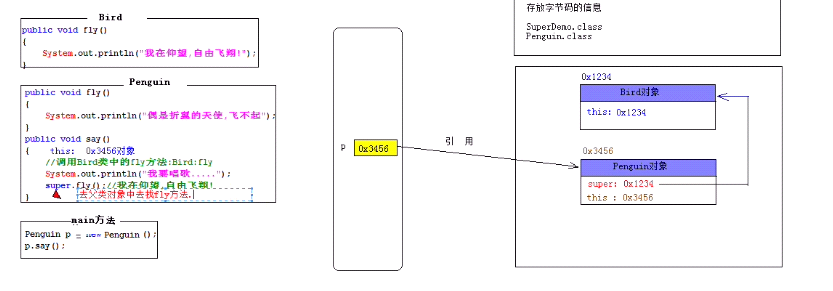 Bird
public void fly()
{
System.out.println("我在仰望,自由飞翔!");
}
Penguin
public void fly()
{
System.out.println("俺是折翼的天使,飞不起");
}
public void say()
{ this: 0x3456对象
//调用Bird类中的fly方法:Bird:fly
System.out.println("我要唱歌.....");
super.fly();//我在仰望,自由飞翔!
去父类对象中去找fly方法.
}
main方法
Penguin p = new Penguin();
p.say();
p 0x3456
引 用
存放字节码的信息
SuperDemo.class
Penguin.class
0x1234
Bird对象
this: 0x1234
0x3456
Penguin对象
super: 0x1234
this : 0x3456